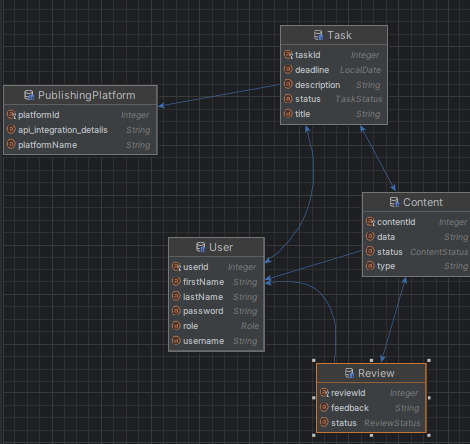 Task
taskId Integer
deadline LocalDate
description String
status TaskStatus
title String
PublishingPlatform
platformId Integer
api_integration_details String
platformName String
Content
contentId Integer
data String
status ContentStatus
type String
User
userId Integer
firstName String
lastName String
password String
role Role
username String
Review
reviewId Integer
feedback String
status ReviewStatus